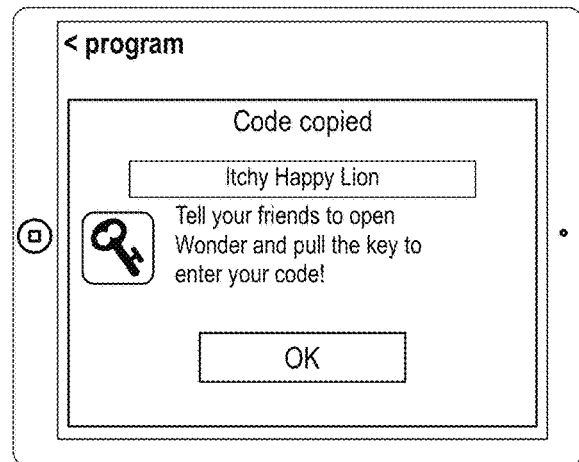 < program
Code copied
Itchy Happy Lion
Tell your friends to open
Wonder and pull the key to
enter your code!
OK